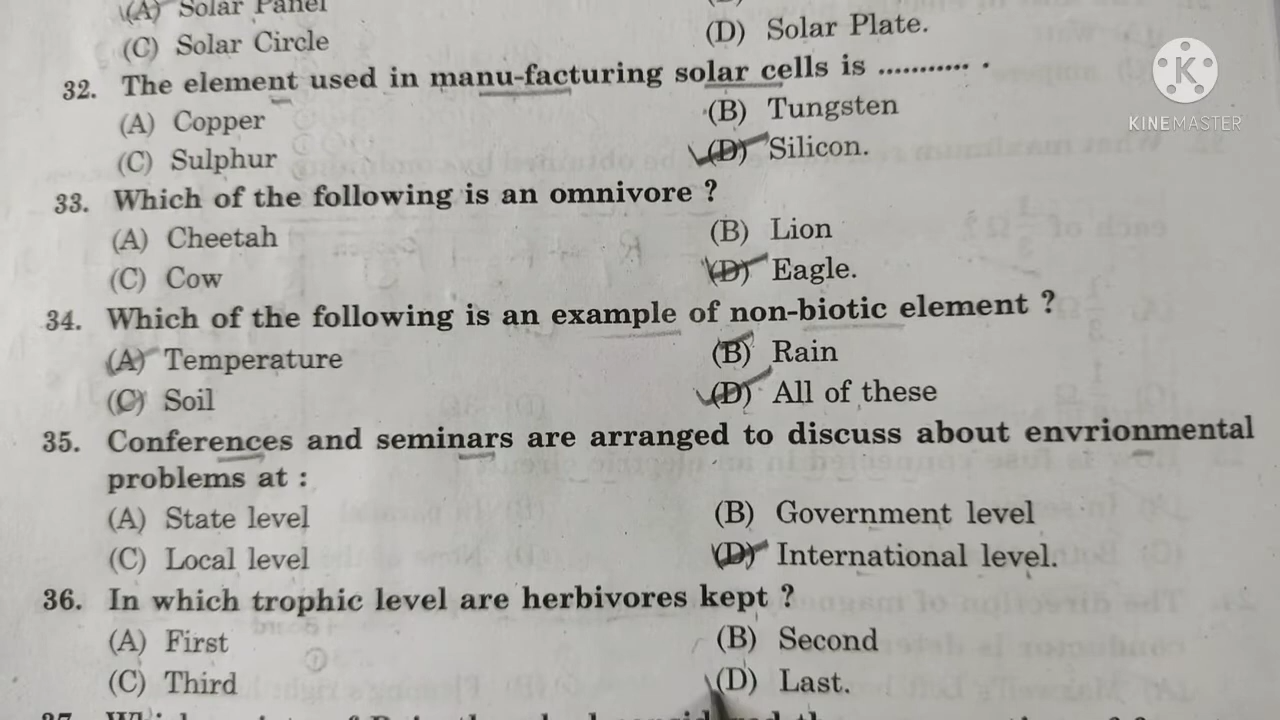 (A) Solar Panel
(C) Solar Circle (D) Solar Plate.
32. The element used in manu-facturing solar cells is ........... .
(A) Copper (B) Tungsten
(C) Sulphur (D) Silicon.
33. Which of the following is an omnivore ?
(A) Cheetah (B) Lion
(C) Cow (D) Eagle.
34. Which of the following is an example of non-biotic element ?
(A) Temperature (B) Rain
(C) Soil (D) All of these
35. Conferences and seminars are arranged to discuss about envrionmental
problems at :
(A) State level (B) Government level
(C) Local level (D) International level.
36. In which trophic level are herbivores kept ?
(A) First (B) Second
(C) Third (D) Last.
K
KINEMASTER